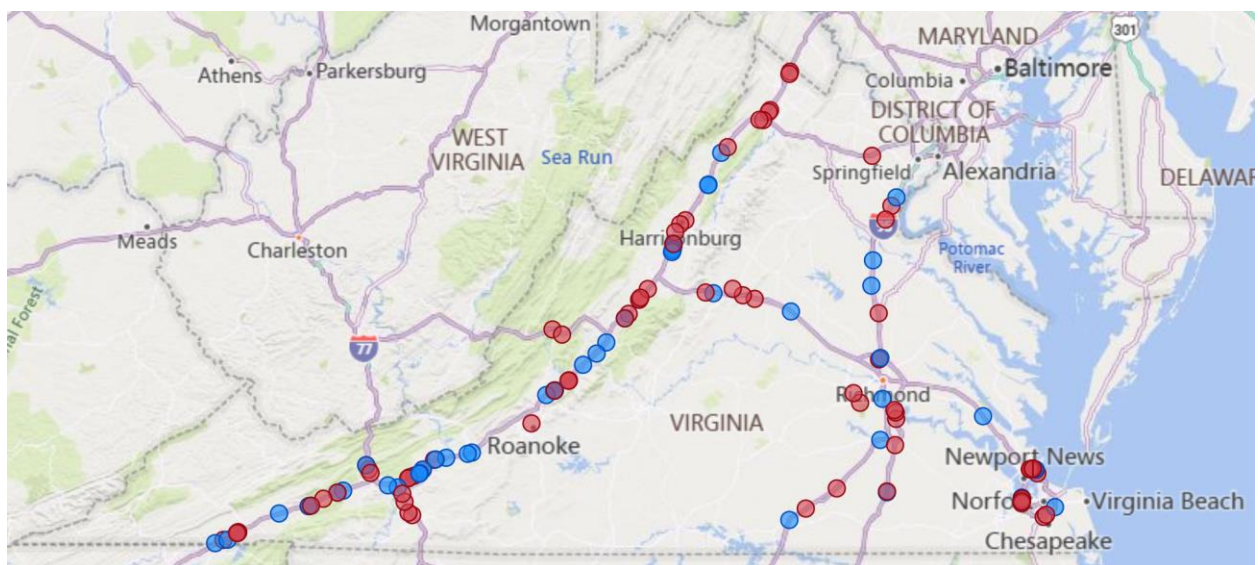 Morgantown
MARYLAND
301
Athens
Parkersburg
Columbia
Baltimore
DISTRICT OF
COLUMBIA
WEST
VIRGINIA
Sea Run
Springfield
Alexandria
DELAWAR
Meads
Charleston
Harrisonburg
Potomac
River
77
Richmond
VIRGINIA
Roanoke
Newport News
Norfo
Virginia Beach
Chesapeake